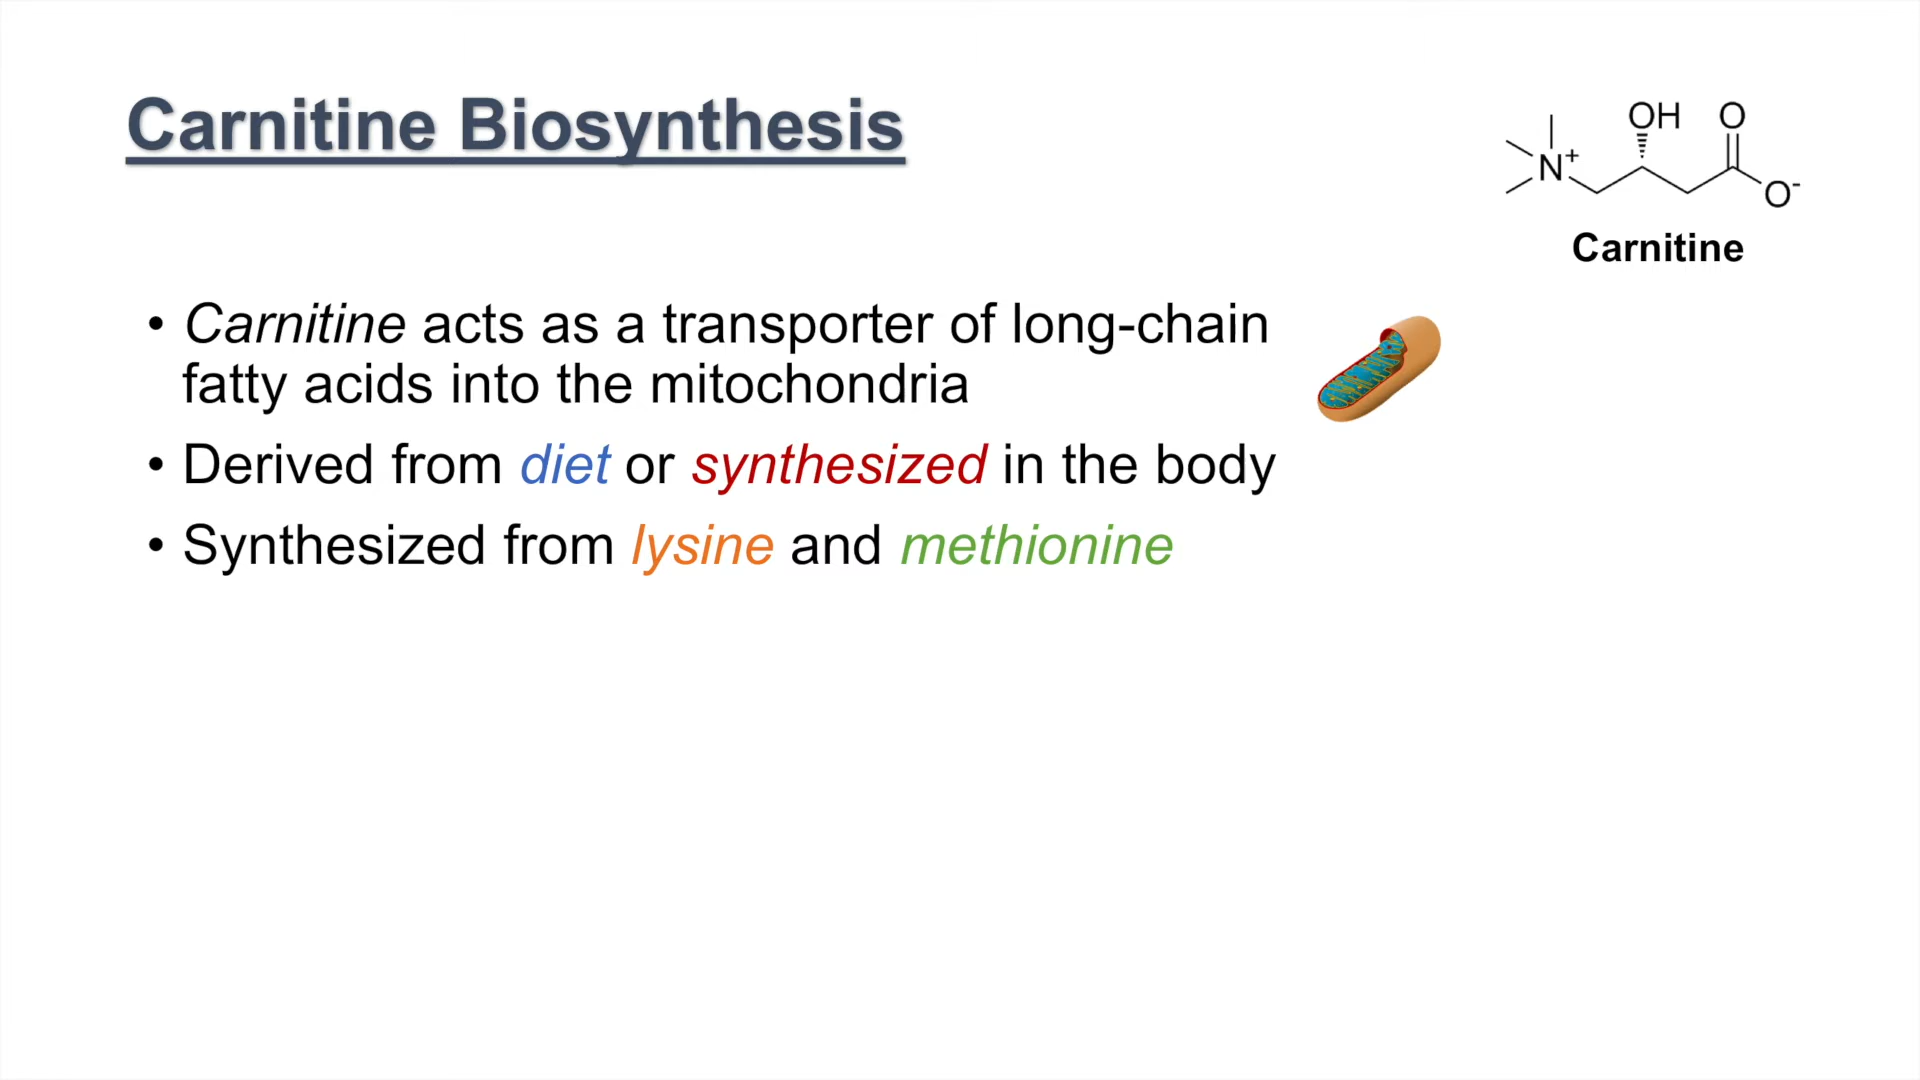 Carnitine Biosynthesis
OH O
N+
O-
Carnitine
• Carnitine acts as a transporter of long-chain
fatty acids into the mitochondria
• Derived from diet or synthesized in the body
• Synthesized from lysine and methionine